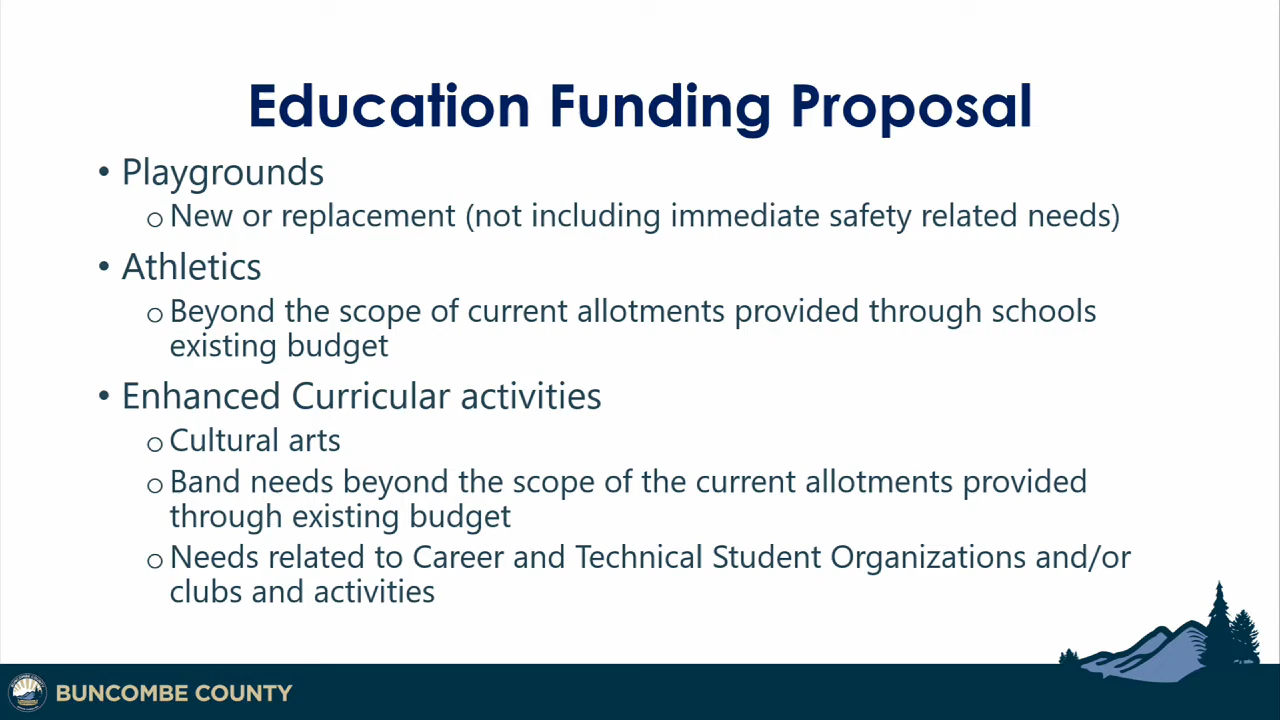 Education Funding Proposal
• Playgrounds
o New or replacement (not including immediate safety related needs)
• Athletics
o Beyond the scope of current allotments provided through schools
existing budget
• Enhanced Curricular activities
o Cultural arts
o Band needs beyond the scope of the current allotments provided
through existing budget
o Needs related to Career and Technical Student Organizations and/or
clubs and activities
BUNCOMBE COUNTY